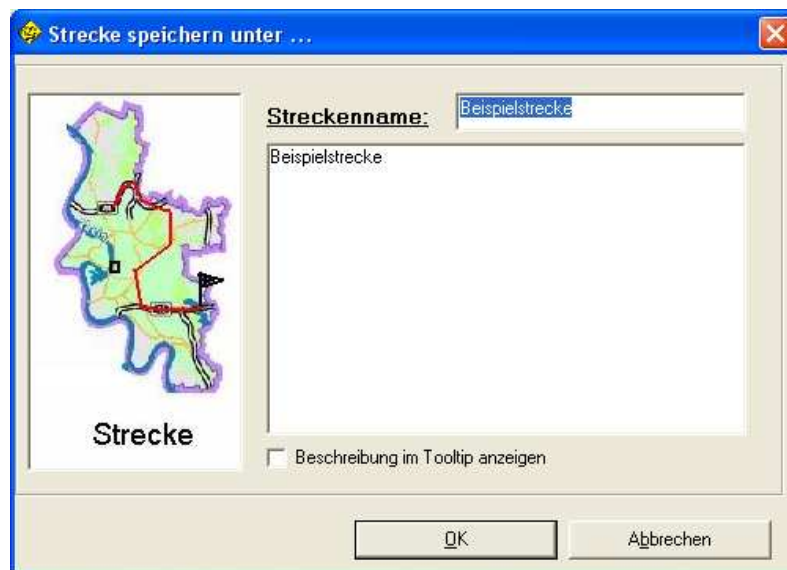 Strecke speichern unter ...
Streckenname:
Beispielstrecke
Beispielstrecke
Strecke
Beschreibung im Tooltip anzeigen
OK
Abbrechen